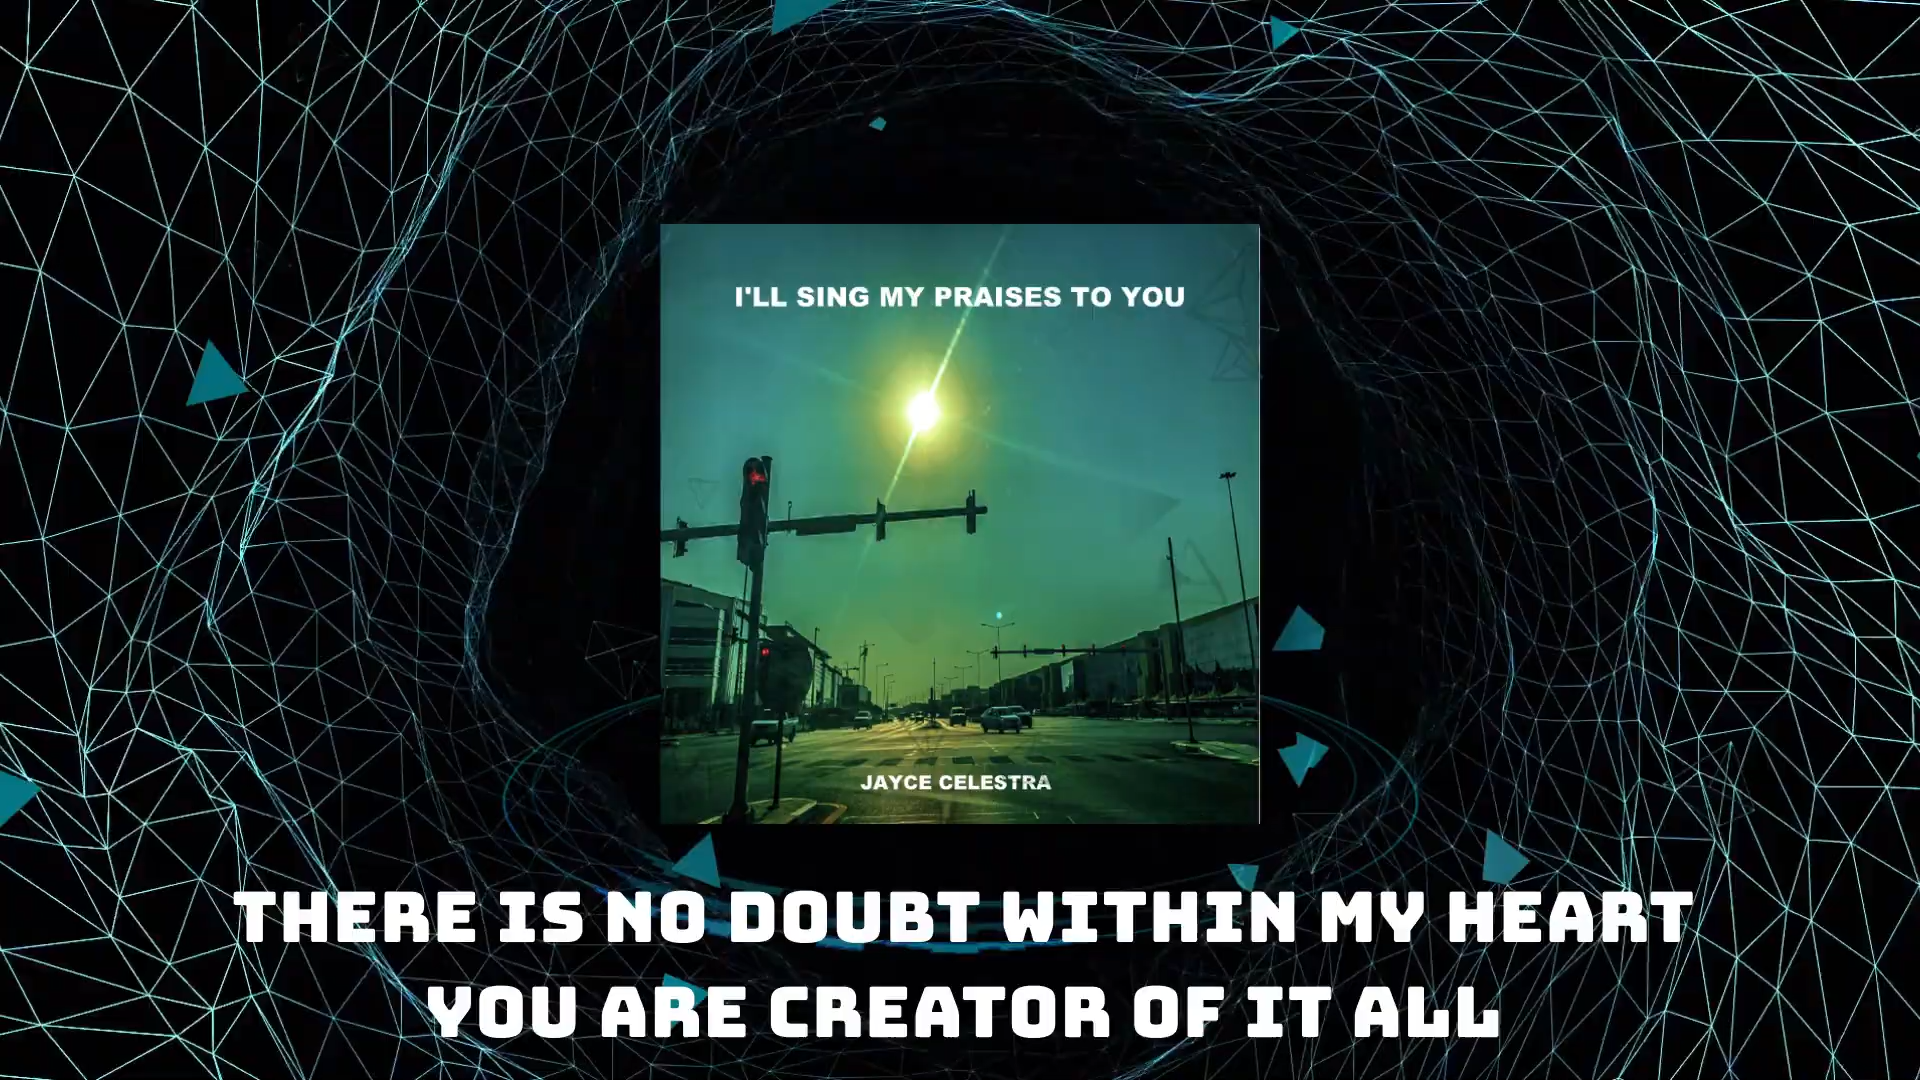 I'LL SING MY PRAISES TO YOU
JAYCE CELESTRA
THERE IS NO DOUBT WITHIN MY HEART
YOU ARE CREATOR OF IT ALL